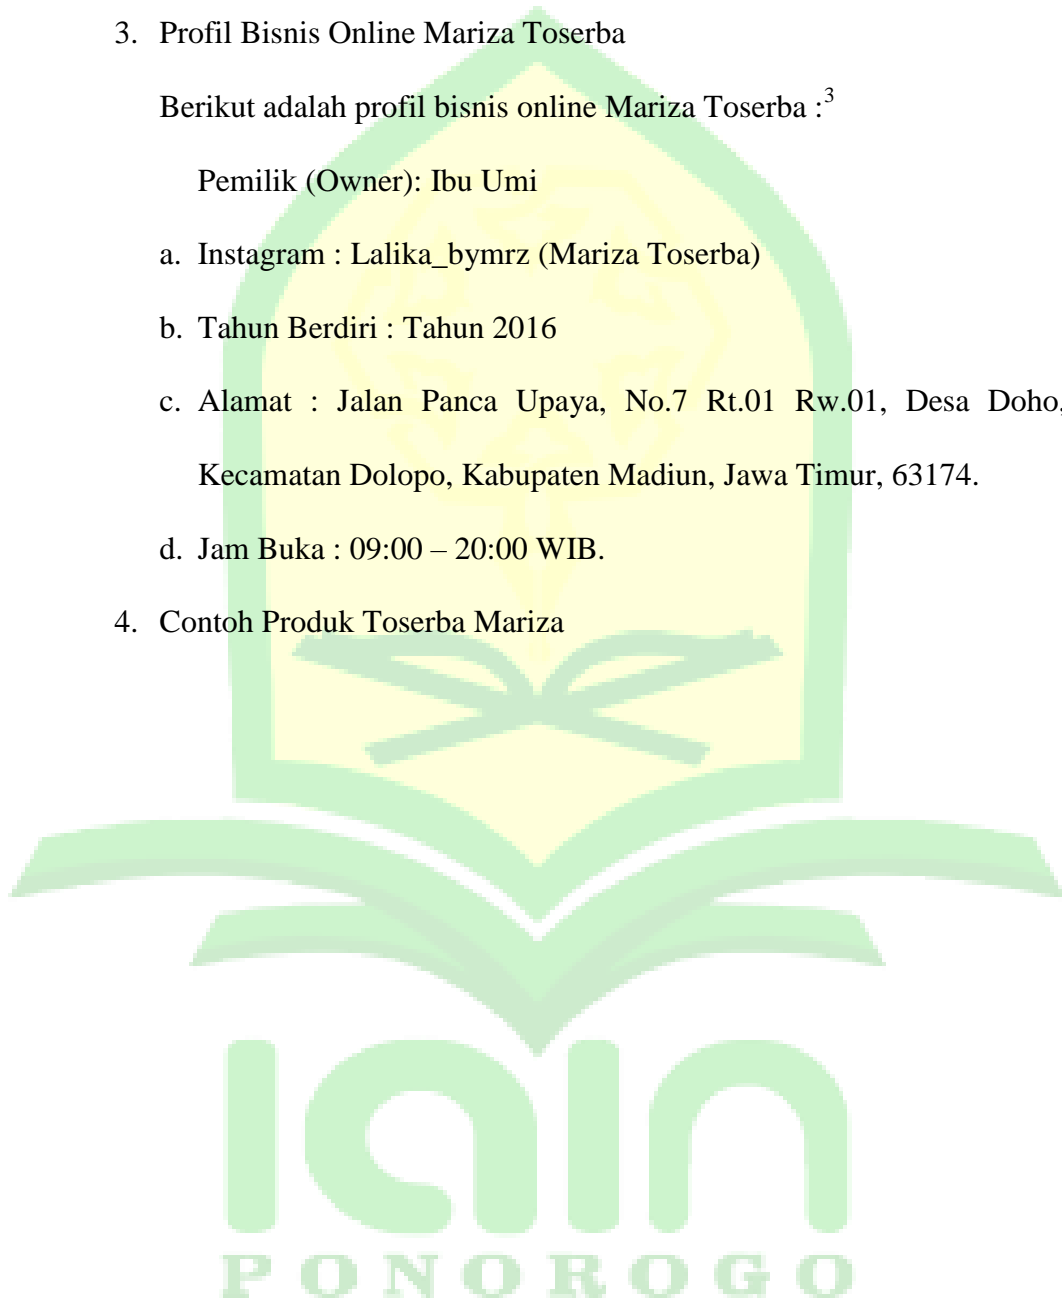 3. Profil Bisnis Online Mariza Toserba
Berikut adalah profil bisnis online Mariza Toserba :3
Pemilik (Owner): Ibu Umi
a. Instagram : Lalika_bymrz (Mariza Toserba)
b. Tahun Berdiri : Tahun 2016
c. Alamat : Jalan Panca Upaya, No.7 Rt.01 Rw.01, Desa Doho,
Kecamatan Dolopo, Kabupaten Madiun, Jawa Timur, 63174.
d. Jam Buka : 09:00 – 20:00 WIB.
4. Contoh Produk Toserba Mariza
iain
PONOROGO